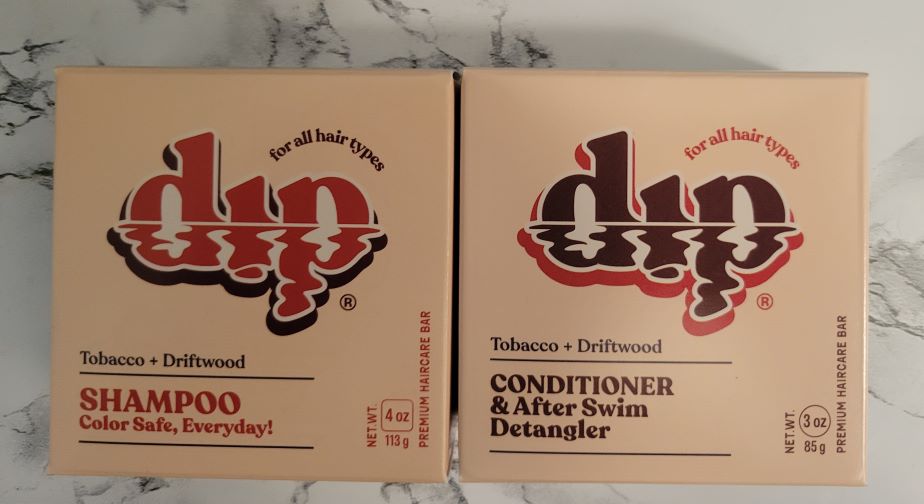 for all hair types
dip
®
Tobacco + Driftwood
SHAMPOO
Color Safe, Everyday!
NET.WT.
4 oz
113 g
PREMIUM HAIRCARE BAR
for all hair types
dip
®
Tobacco + Driftwood
CONDITIONER
& After Swim
Detangler
NET.WT.
3 oz
85 g
PREMIUM HAIRCARE BAR